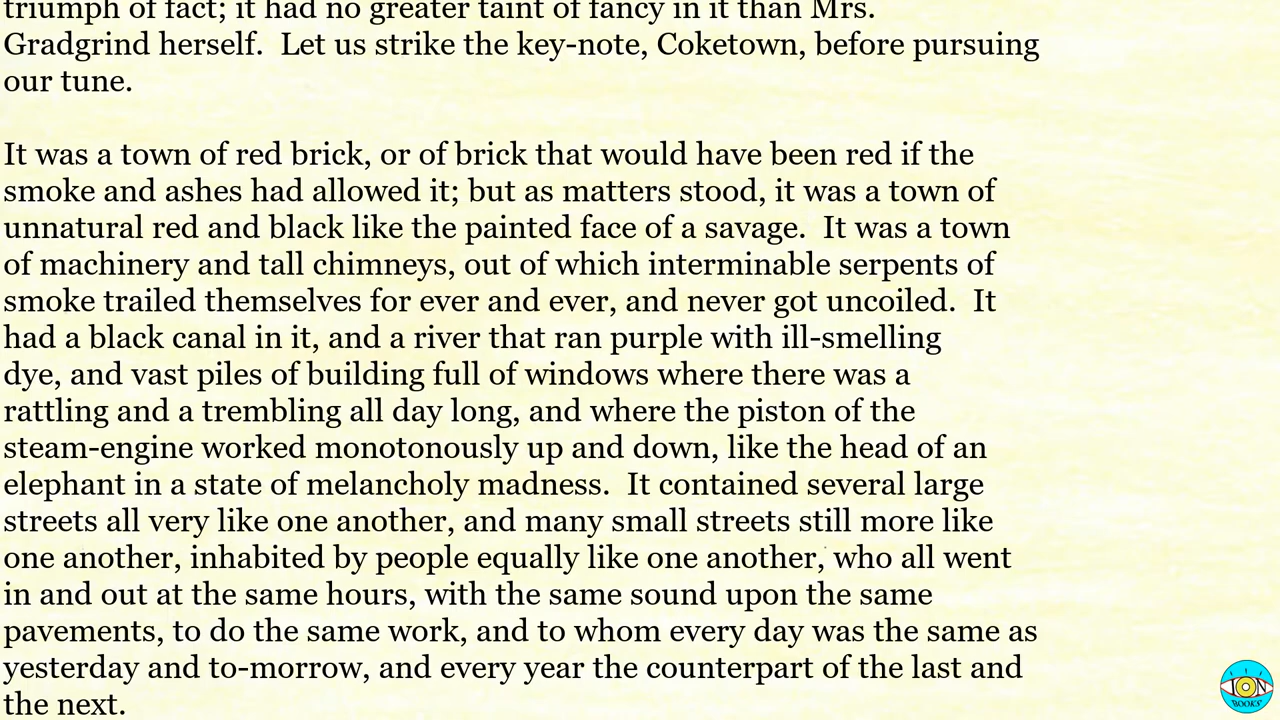 triumph of fact; it had no greater taint of fancy in it than Mrs.
Gradgrind herself.  Let us strike the key-note, Coketown, before pursuing
our tune.
It was a town of red brick, or of brick that would have been red if the
smoke and ashes had allowed it; but as matters stood, it was a town of
unnatural red and black like the painted face of a savage.  It was a town
of machinery and tall chimneys, out of which interminable serpents of
smoke trailed themselves for ever and ever, and never got uncoiled.  It
had a black canal in it, and a river that ran purple with ill-smelling
dye, and vast piles of building full of windows where there was a
rattling and a trembling all day long, and where the piston of the
steam-engine worked monotonously up and down, like the head of an
elephant in a state of melancholy madness.  It contained several large
streets all very like one another, and many small streets still more like
one another, inhabited by people equally like one another, who all went
in and out at the same hours, with the same sound upon the same
pavements, to do the same work, and to whom every day was the same as
yesterday and to-morrow, and every year the counterpart of the last and
the next.
ION
BOOKS